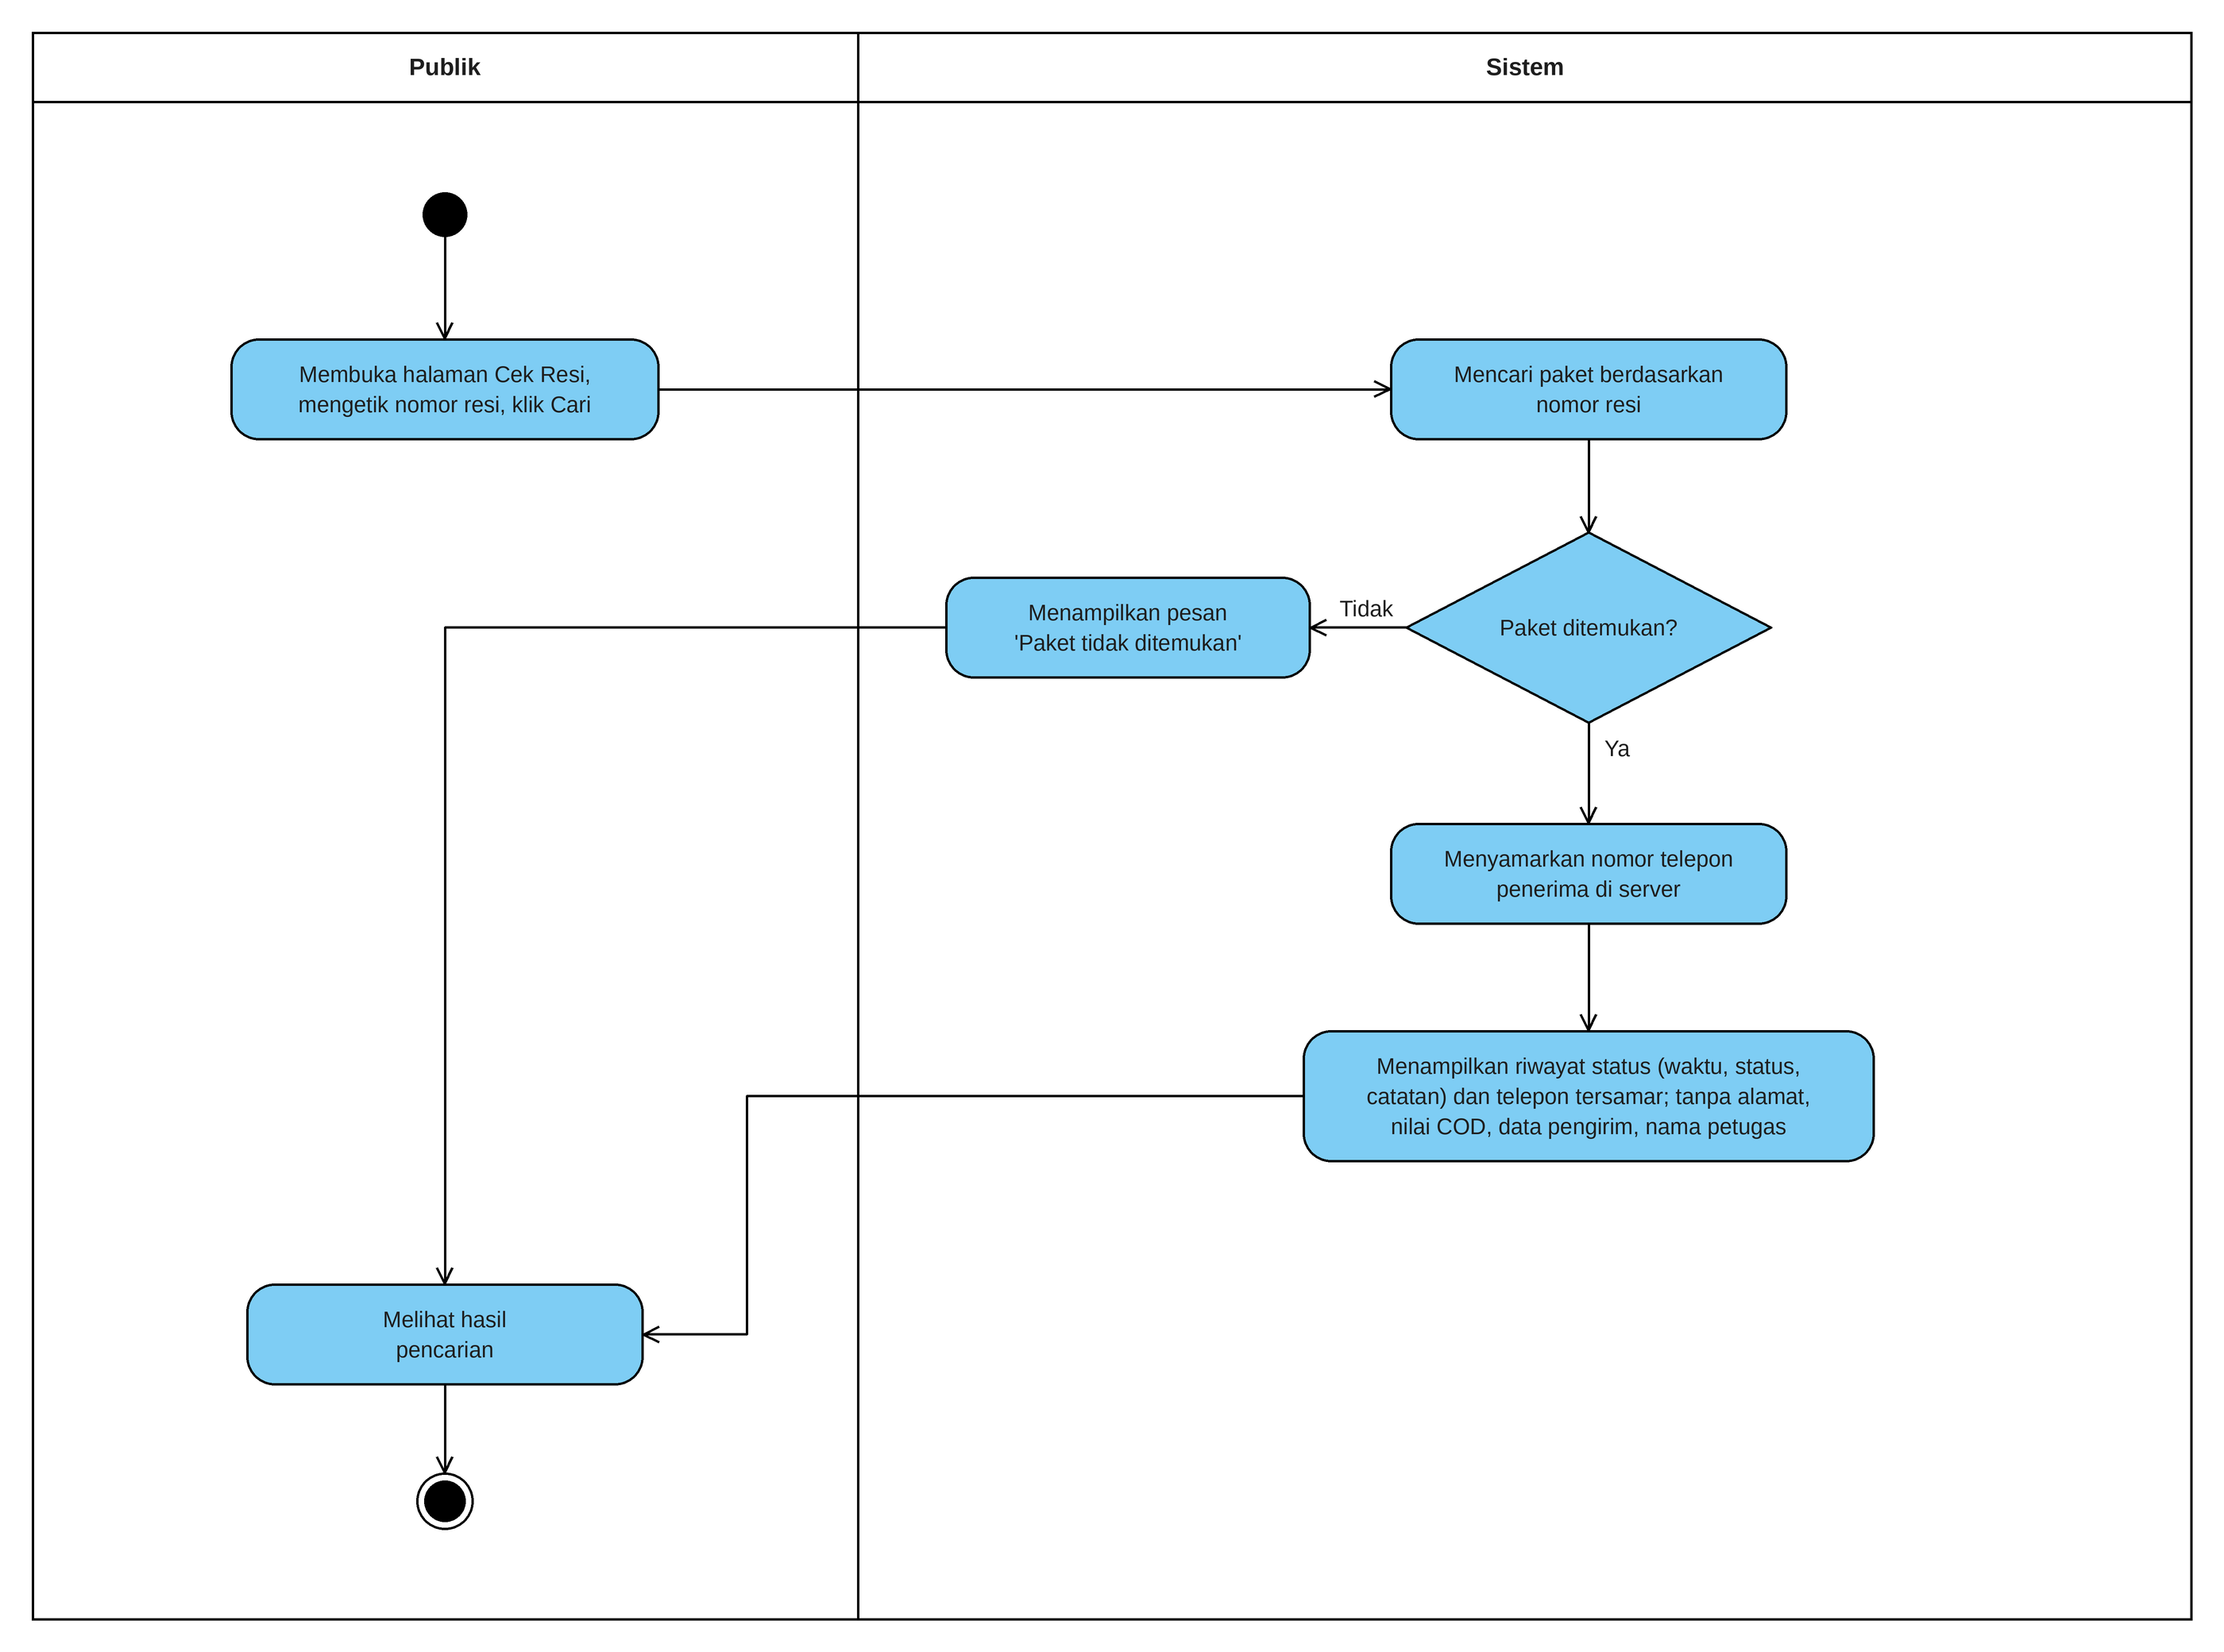 Publik
Sistem
Membuka halaman Cek Resi,
mengetik nomor resi, klik Cari
Mencari paket berdasarkan
nomor resi
Menampilkan pesan
'Paket tidak ditemukan'
Tidak
Paket ditemukan?
Ya
Menyamarkan nomor telepon
penerima di server
Menampilkan riwayat status (waktu, status,
catatan) dan telepon tersamar; tanpa alamat,
nilai COD, data pengirim, nama petugas
Melihat hasil
pencarian